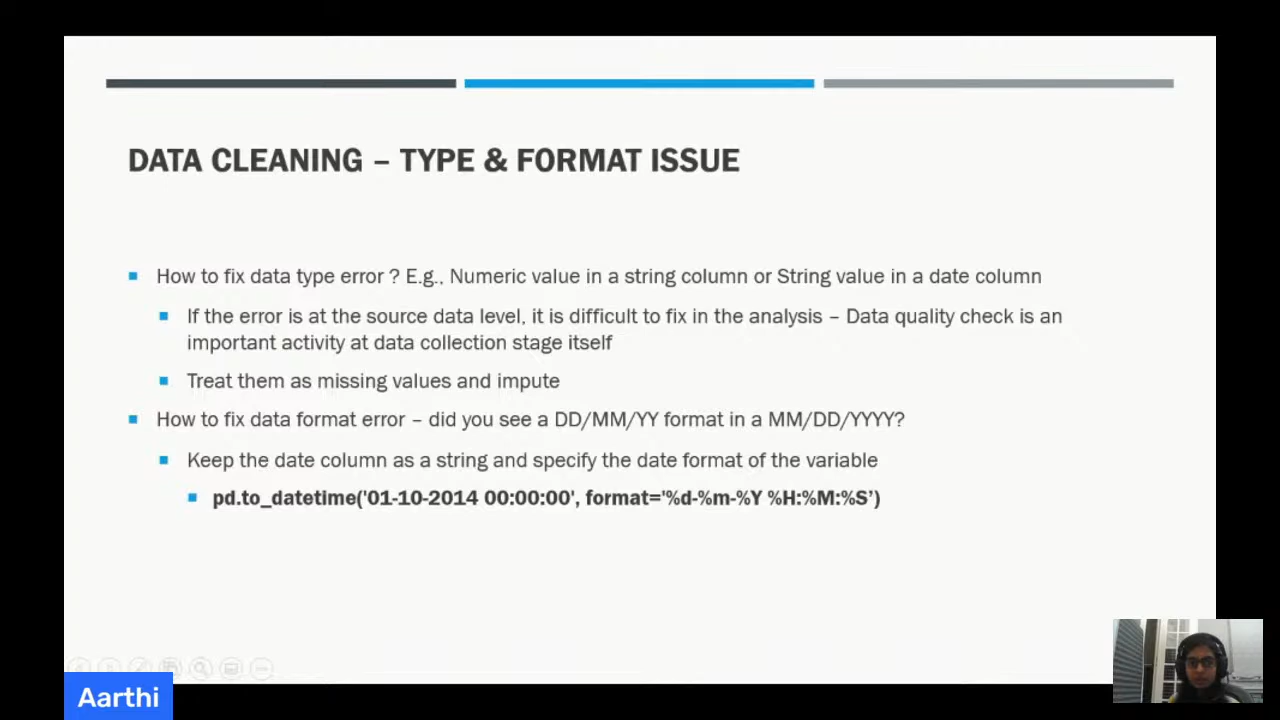 DATA CLEANING – TYPE & FORMAT ISSUE
How to fix data type error ? E.g., Numeric value in a string column or String value in a date column
If the error is at the source data level, it is difficult to fix in the analysis – Data quality check is an
important activity at data collection stage itself
Treat them as missing values and impute
How to fix data format error – did you see a DD/MM/YY format in a MM/DD/YYYY?
Keep the date column as a string and specify the date format of the variable
pd.to_datetime('01-10-2014 00:00:00', format='%d-%m-%Y %H:%M:%S’)
Aarthi